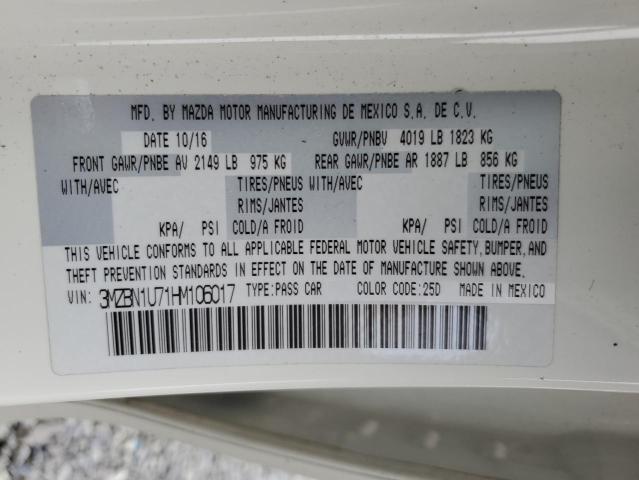 MFD. BY MAZDA MOTOR MANUFACTURING DE MEXICO S.A. DE C.V.
DATE 10/16 GVWR/PNBV 4019 LB 1823 KG
FRONT GAWR/PNBE AV 2149 LB 975 KG REAR GAWR/PNBE AR 1887 LB 856 KG
WITH/AVEC TIRES/PNEUS WITH/AVEC TIRES/PNEUS
RIMS/JANTES RIMS/JANTES
KPA/ PSI COLD/A FROID KPA/ PSI COLD/A FROID
THIS VEHICLE CONFORMS TO ALL APPLICABLE FEDERAL MOTOR VEHICLE SAFETY, BUMPER, AND
THEFT PREVENTION STANDARDS IN EFFECT ON THE DATE OF MANUFACTURE SHOWN ABOVE.
VIN: 3MZBN1U71HM106017 TYPE:PASS CAR COLOR CODE:25D MADE IN MEXICO